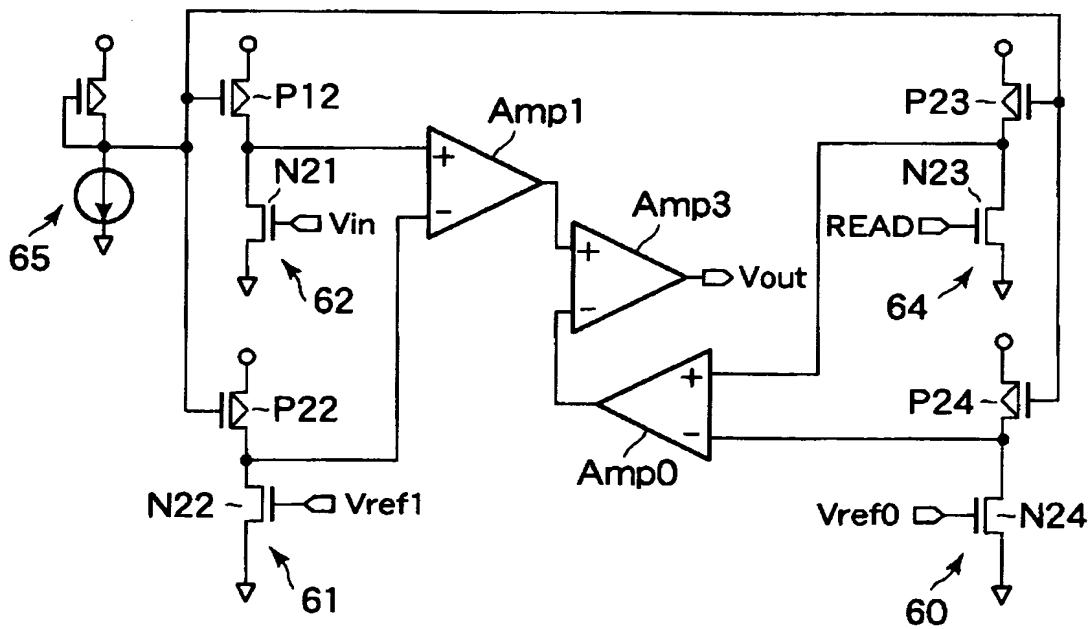 P12
Amp1
P23
N21
+
Vin
−
Amp3
N23
READ
65
62
+
Vout
−
64
P22
+
P24
−
Amp0
N22
Vref1
Vref0
N24
61
60